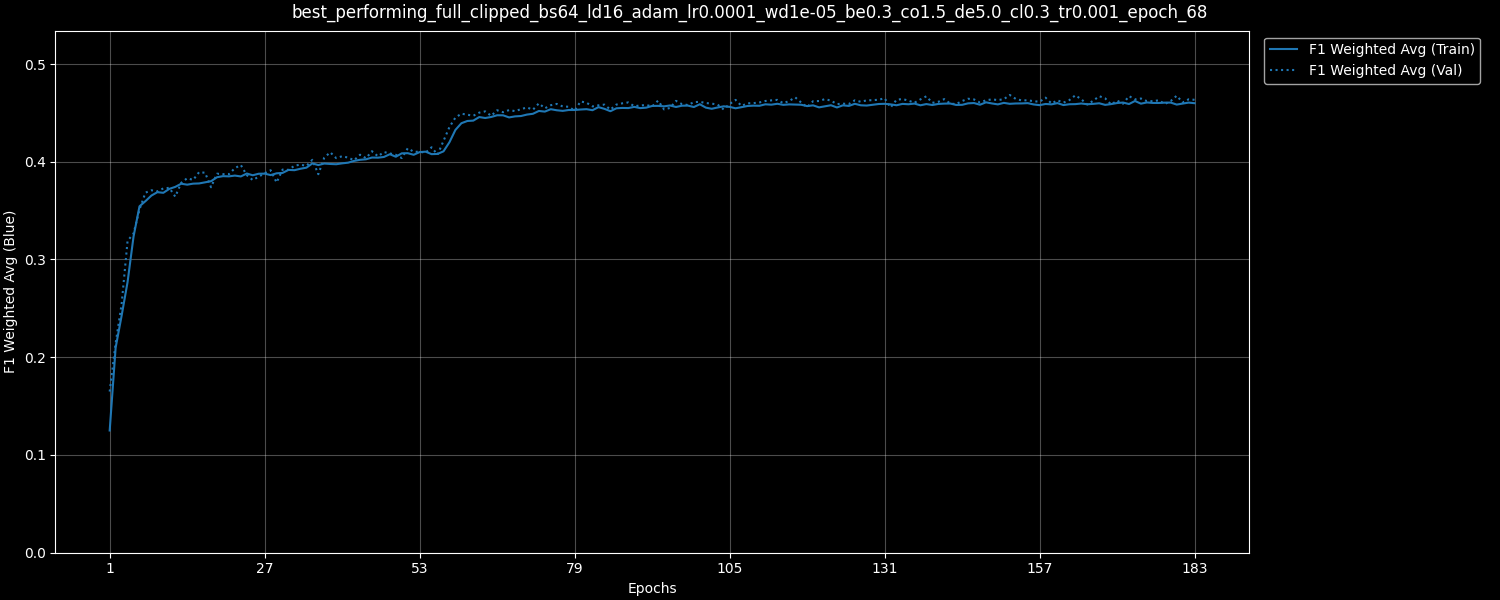 best_performing_full_clipped_bs64_ld16_adam_lr0.0001_wd1e-05_be0.3_co1.5_de5.0_cl0.3_tr0.001_epoch_68
F1 Weighted Avg (Train)
F1 Weighted Avg (Val)
F1 Weighted Avg (Blue)
0.5
0.4
0.3
0.2
0.1
0.0
1 27 53 79 105 131 157 183
Epochs